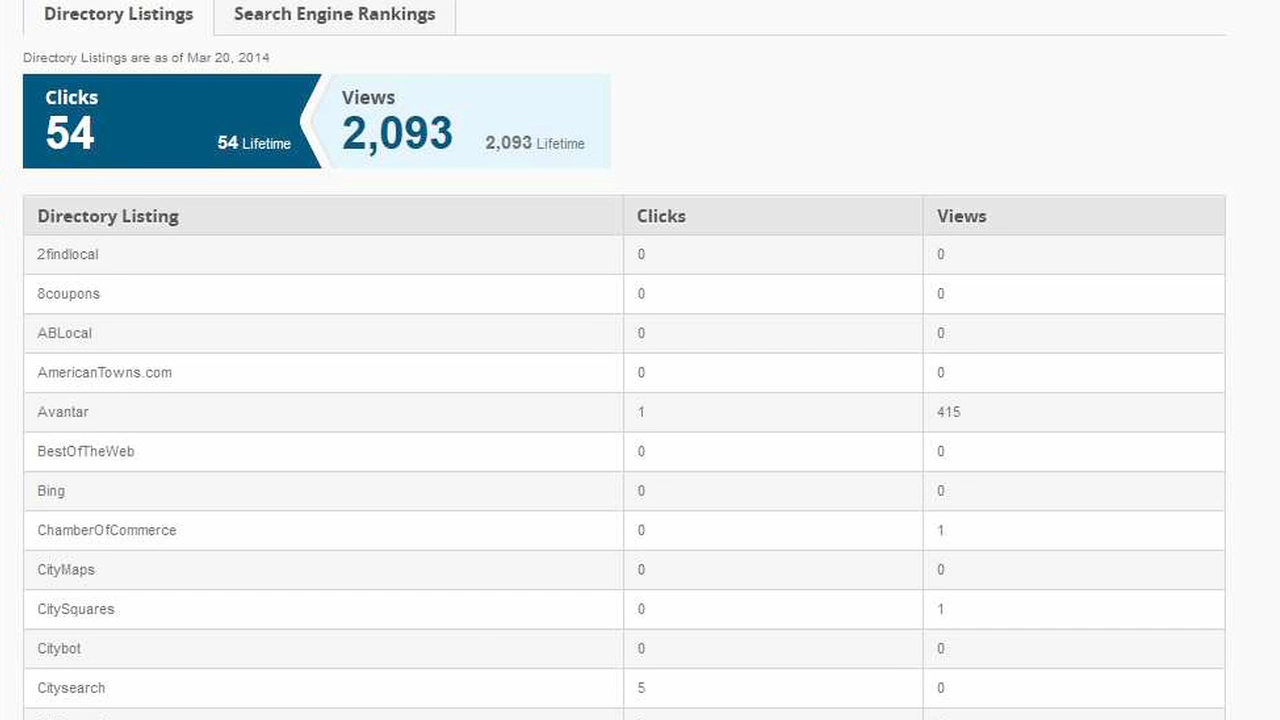 Directory Listings Search Engine Rankings
Directory Listings are as of Mar 20, 2014
Clicks Views
54 54 Lifetime 2,093 2,093 Lifetime
Directory Listing Clicks Views
2findlocal 0 0
8coupons 0 0
ABLocal 0 0
AmericanTowns.com 0 0
Avantar 1 415
BestOfTheWeb 0 0
Bing 0 0
ChamberOfCommerce 0 1
CityMaps 0 0
CitySquares 0 1
Citybot 0 0
Citysearch 5 0